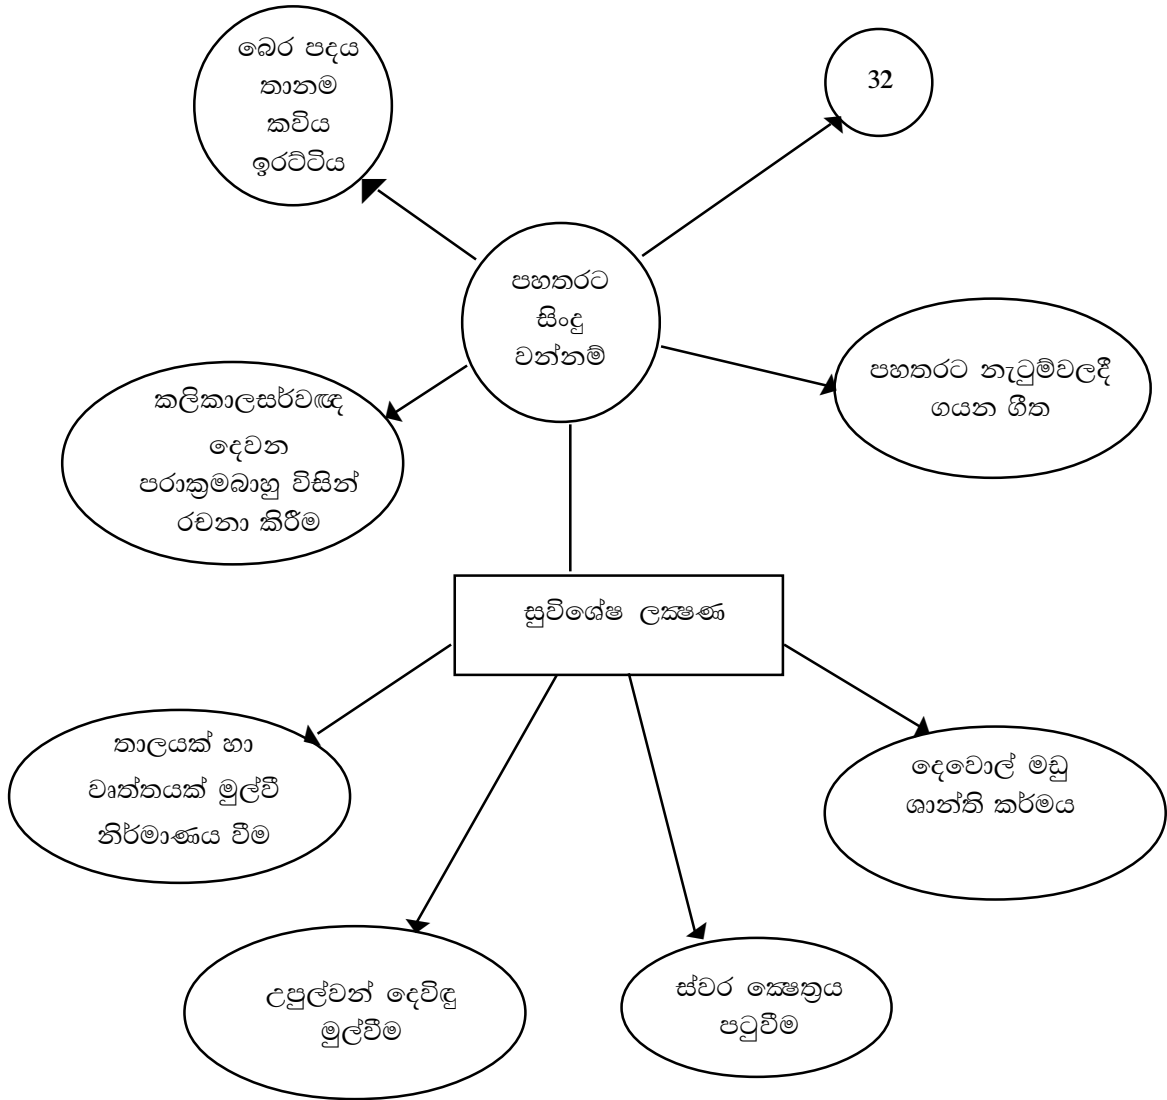 බෙර පදය
තානම
කවිය
ඉරට්ටිය
32
පහතරට
සිංදු
වන්නම්
පහතරට නැටුම්වලදී
ගයන ගීත
කලිකාලසර්වඥ
දෙවන
පරාක්‍රමබාහු විසින්
රචනා කිරීම
සුවිශේෂ ලක්‍ෂණ
තාලයක් හා
වෘත්තයක් මුල්වී
නිර්මාණය වීම
දෙවොල් මඩු
ශාන්ති කර්මය
උපුල්වන් දෙවිඳු
මුල්වීම
ස්වර ක්‍ෂෙත්‍රය
පටුවීම